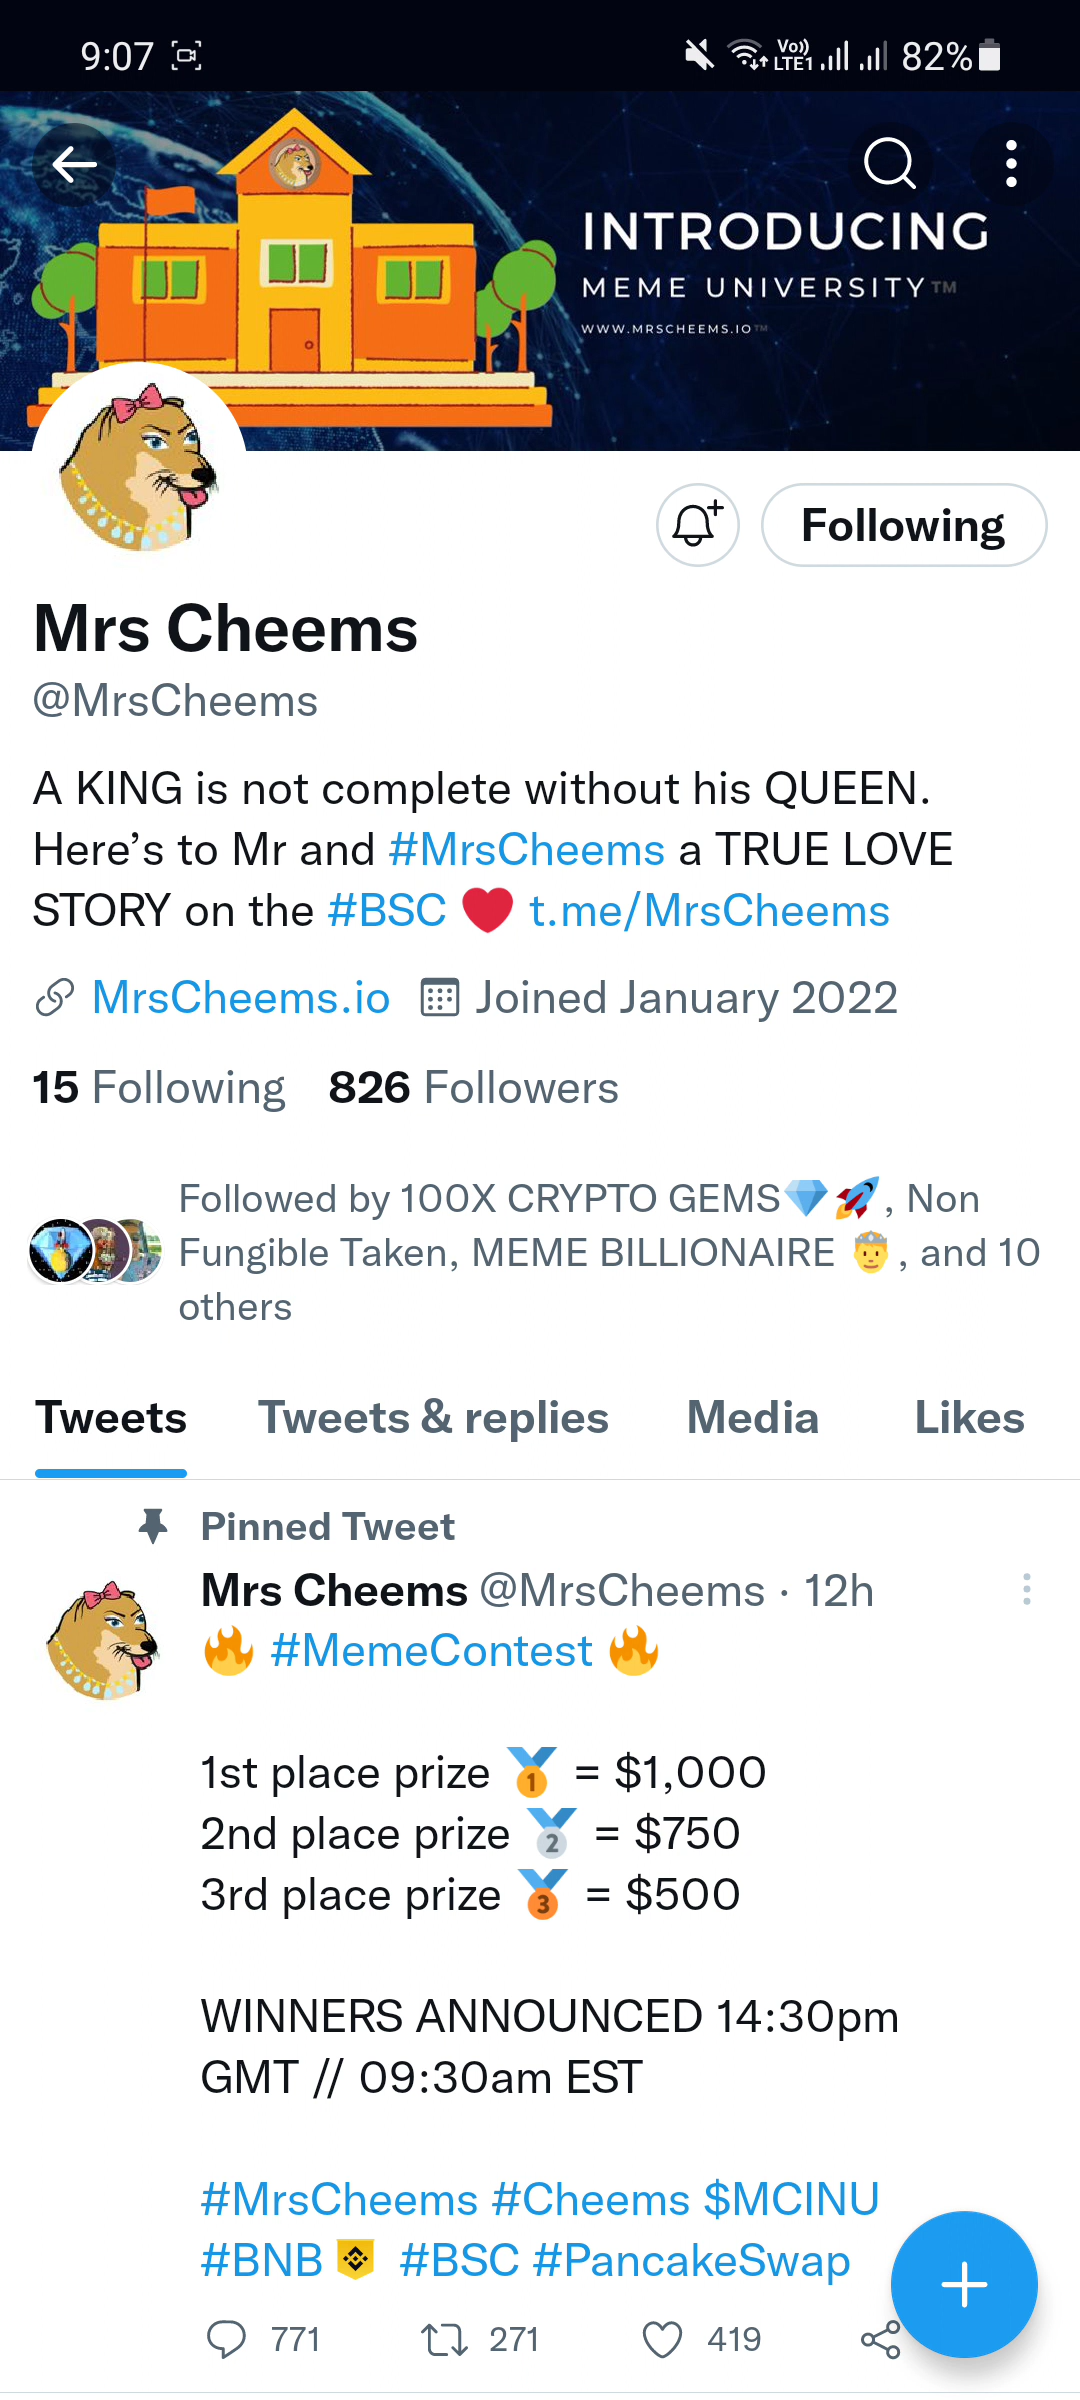 9:07
Vo)) LTE1 82%
INTRODUCING
MEME UNIVERSITY™
WWW.MRSCHEEMS.IO™
Following
Mrs Cheems
@MrsCheems
A KING is not complete without his QUEEN.
Here’s to Mr and #MrsCheems a TRUE LOVE
STORY on the #BSC ❤️ t.me/MrsCheems
MrsCheems.io Joined January 2022
15 Following 826 Followers
Followed by 100X CRYPTO GEMS💎🚀, Non
Fungible Taken, MEME BILLIONAIRE 🤴, and 10
others
Tweets Tweets & replies Media Likes
Pinned Tweet
Mrs Cheems @MrsCheems · 12h
🔥 #MemeContest 🔥
1st place prize 🥇 = $1,000
2nd place prize 🥈 = $750
3rd place prize 🥉 = $500
WINNERS ANNOUNCED 14:30pm
GMT // 09:30am EST
#MrsCheems #Cheems $MCINU
#BNB #BSC #PancakeSwap
771 271 419